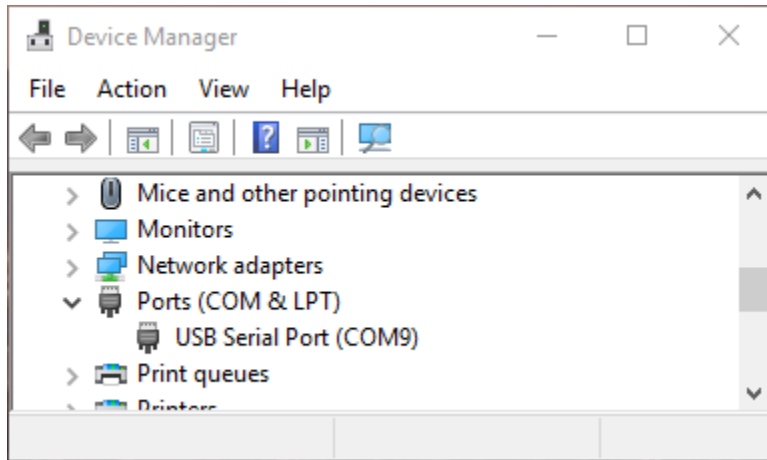 Device Manager
File Action View Help
Mice and other pointing devices
Monitors
Network adapters
Ports (COM & LPT)
USB Serial Port (COM9)
Print queues
Printers